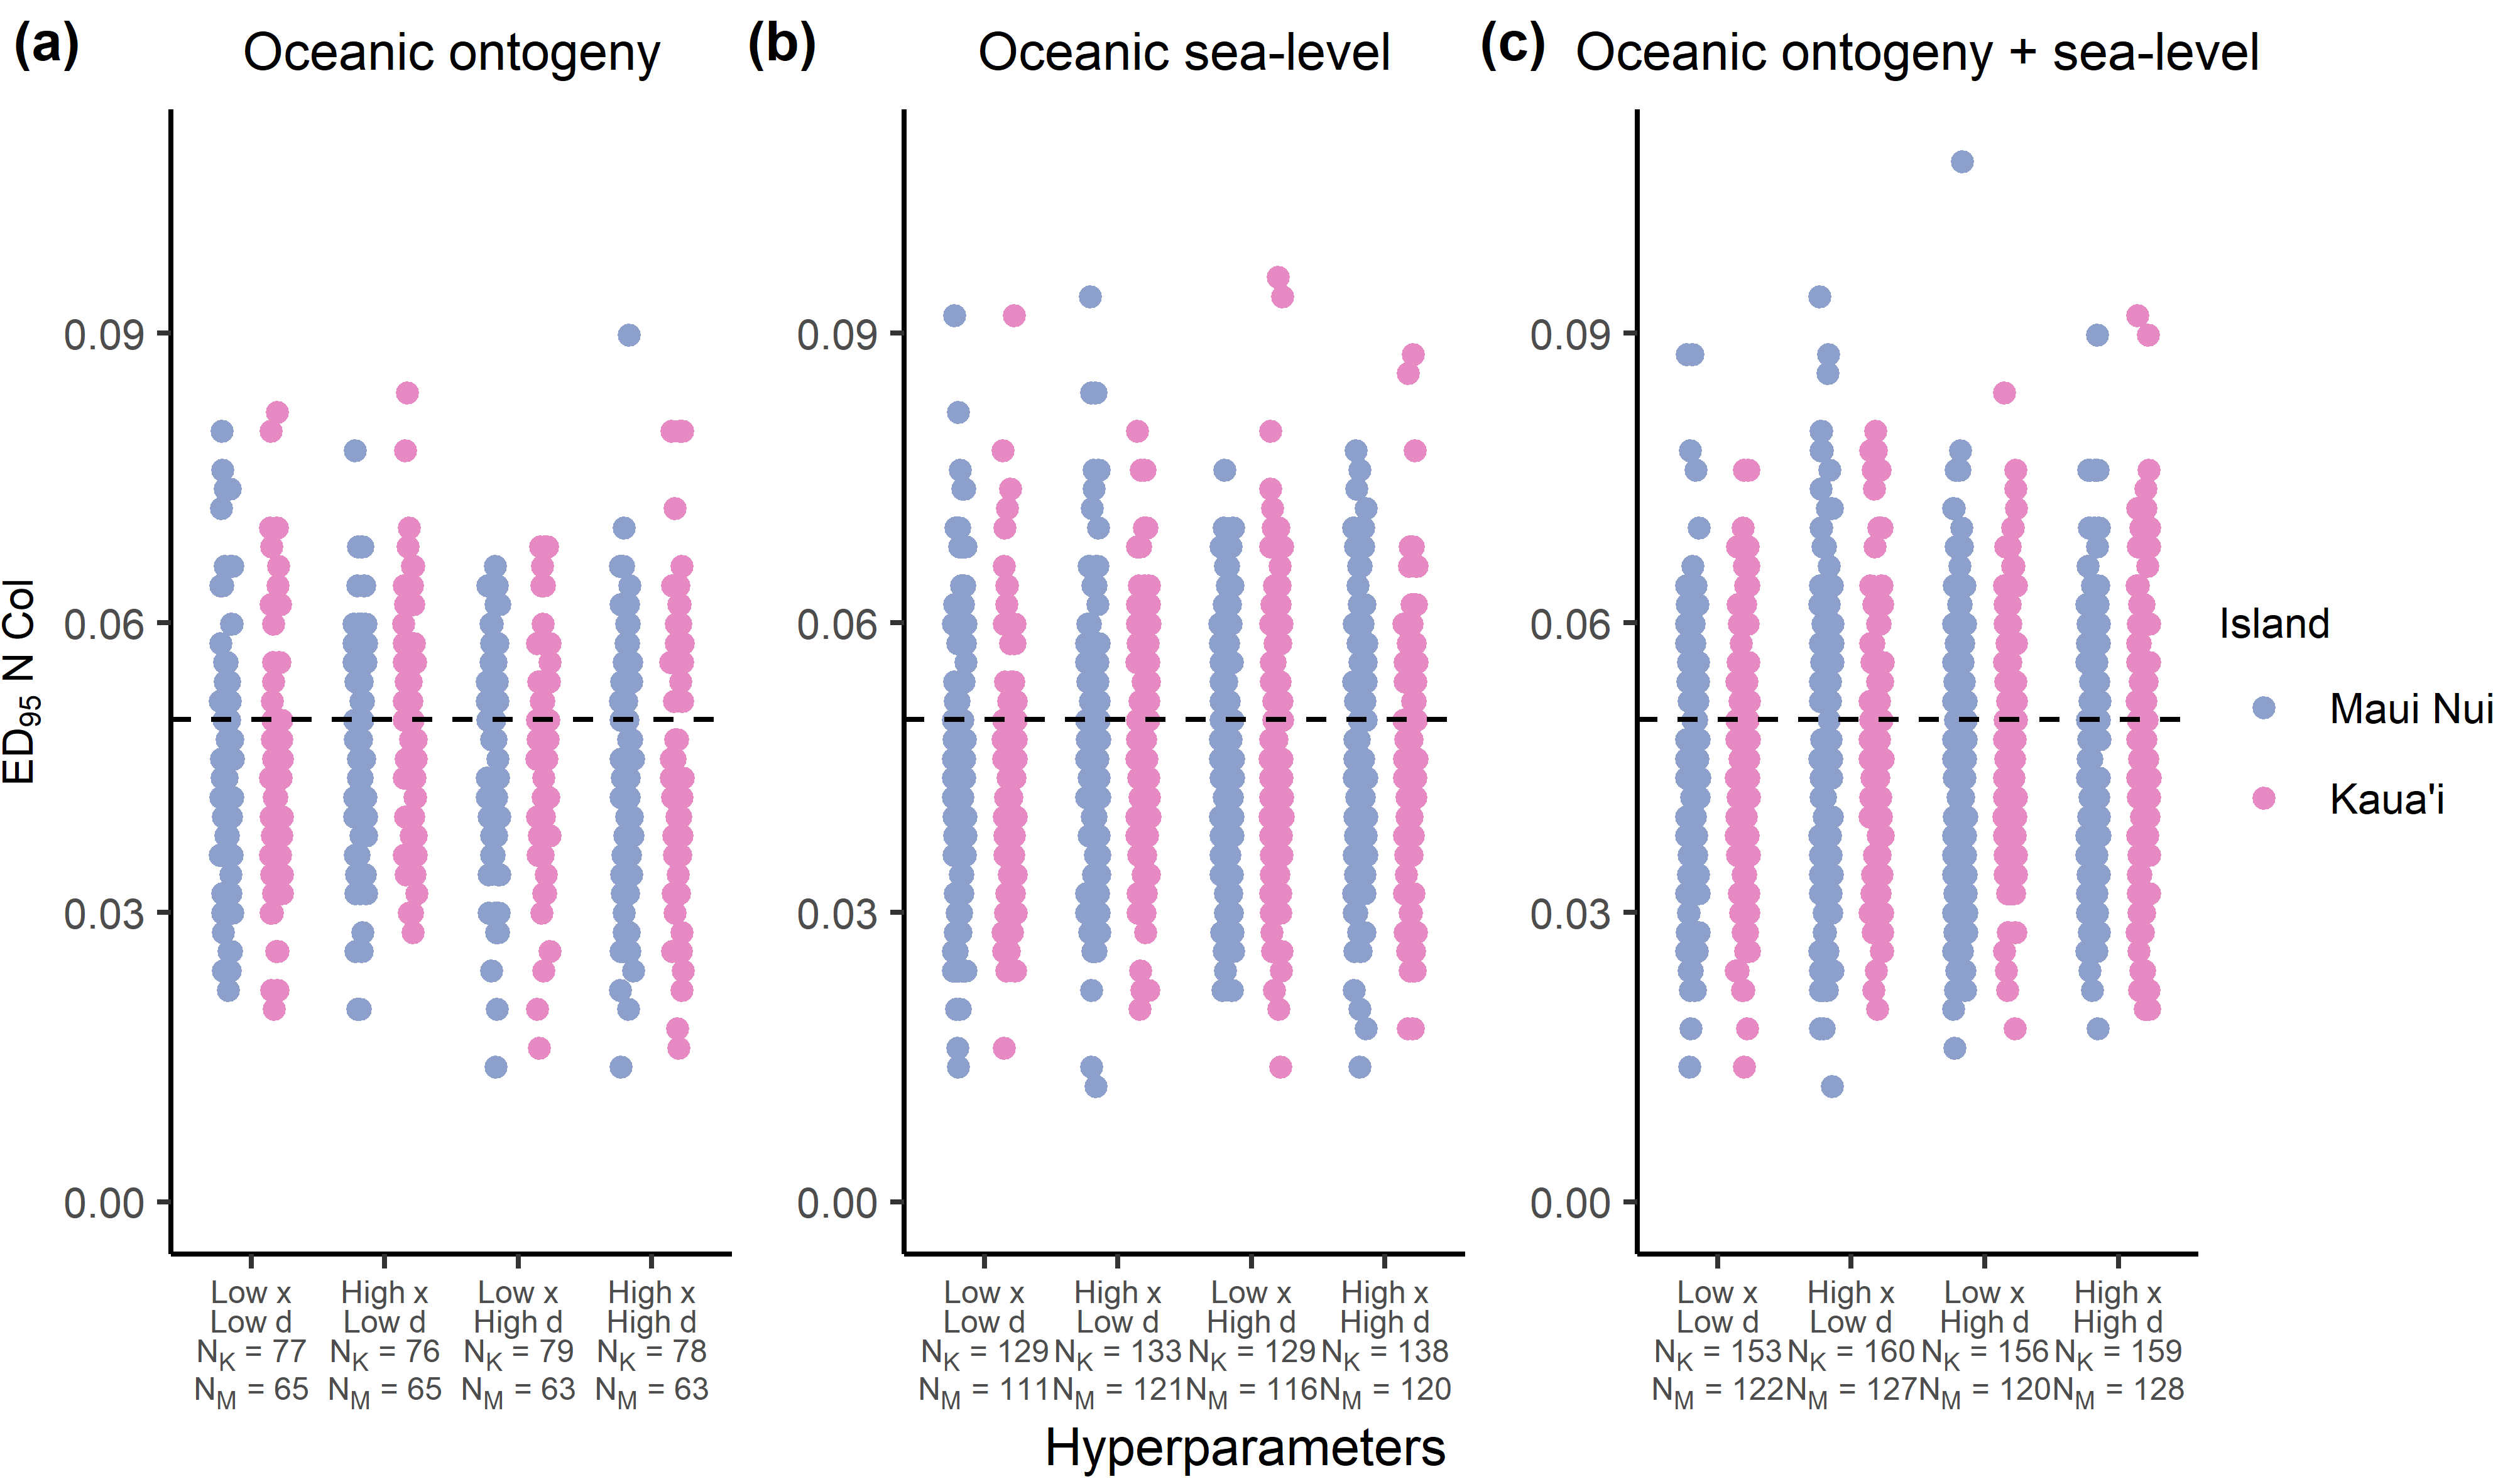 (a) Oceanic ontogeny
(b) Oceanic sea-level
(c) Oceanic ontogeny + sea-level
ED95 N Col
0.09
0.06
0.03
0.00
0.09
0.06
0.03
0.00
0.09
0.06
0.03
0.00
Low x High x Low x High x
Low d Low d High d High d
NK = 77 NK = 76 NK = 79 NK = 78
NM = 65 NM = 65 NM = 63 NM = 63
Low x High x Low x High x
Low d Low d High d High d
NK = 129 NK = 133 NK = 129 NK = 138
NM = 111 NM = 121 NM = 116 NM = 120
Low x High x Low x High x
Low d Low d High d High d
NK = 153 NK = 160 NK = 156 NK = 159
NM = 122 NM = 127 NM = 120 NM = 128
Hyperparameters
Island
Maui Nui
Kaua'i